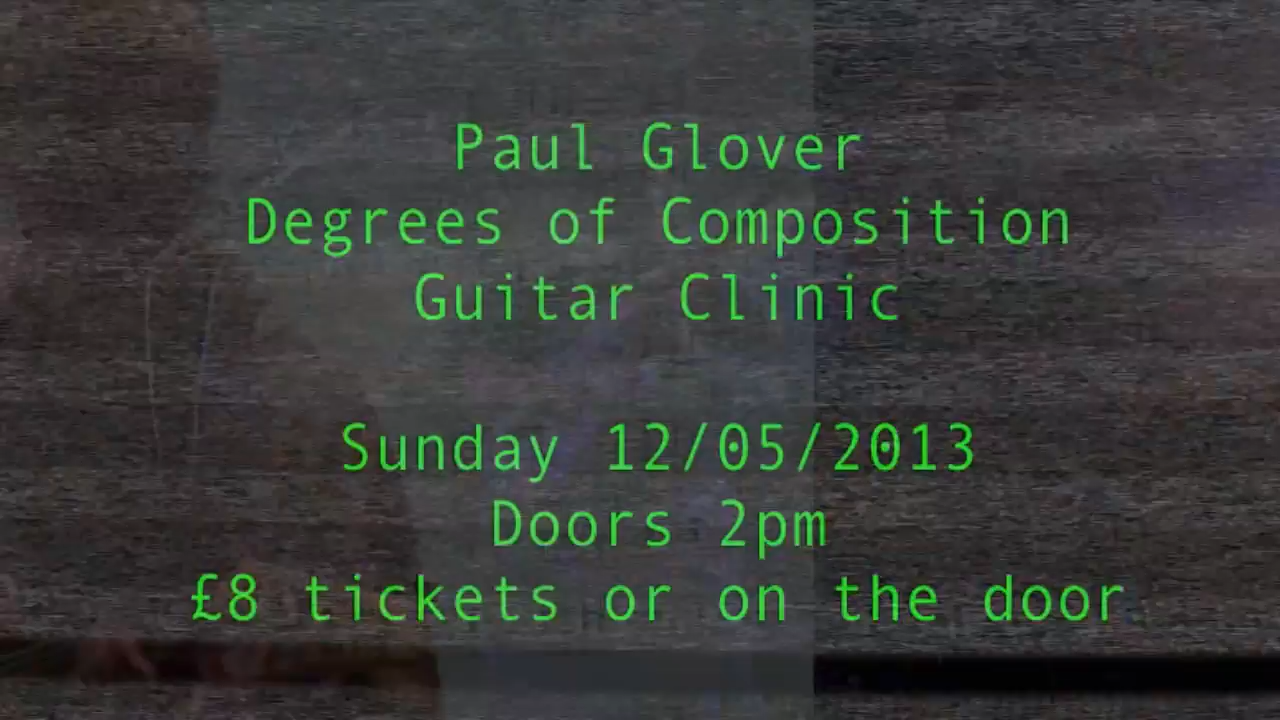 Paul Glover
Degrees of Composition
Guitar Clinic
Sunday 12/05/2013
Doors 2pm
£8 tickets or on the door